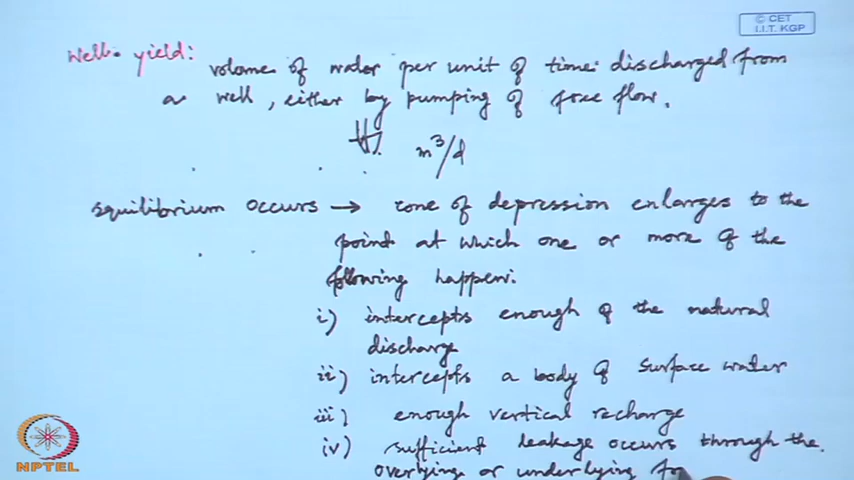 © CET
I.I.T. KGP
Well yield:
volume of water per unit of time discharged from
a well, either by pumping of free flow.
m³/d
equilibrium occurs → cone of depression enlarges to the
point at which one or more of the
following happen:
i) intercepts enough of the natural
discharge
ii) intercepts a body of surface water
iii) enough vertical recharge
iv) sufficient leakage occurs through the
overlying or underlying fo
NPTEL